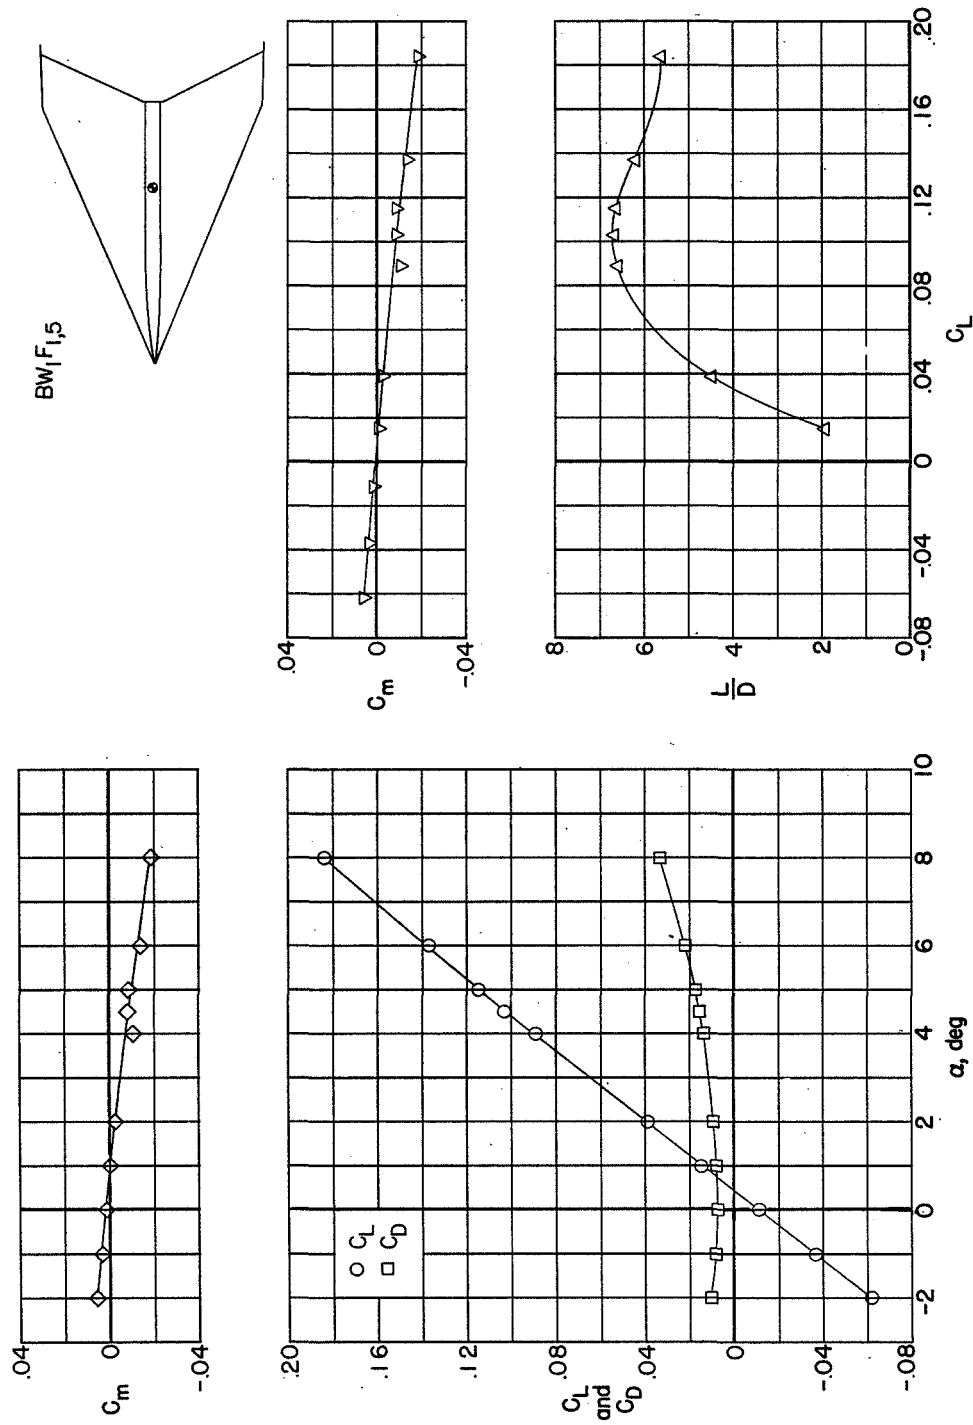 BW₁F₁,₅
.04
0
-.04
Cm
.04
0
-.04
Cm
.20
.16
.12
.08
.04
0
-.04
-.08
CL
and
CD
○ CL
□ CD
-2 0 2 4 6 8 10
α, deg
8
6
4
2
0
L
D
-.08 -.04 0 .04 .08 .12 .16 .20
CL